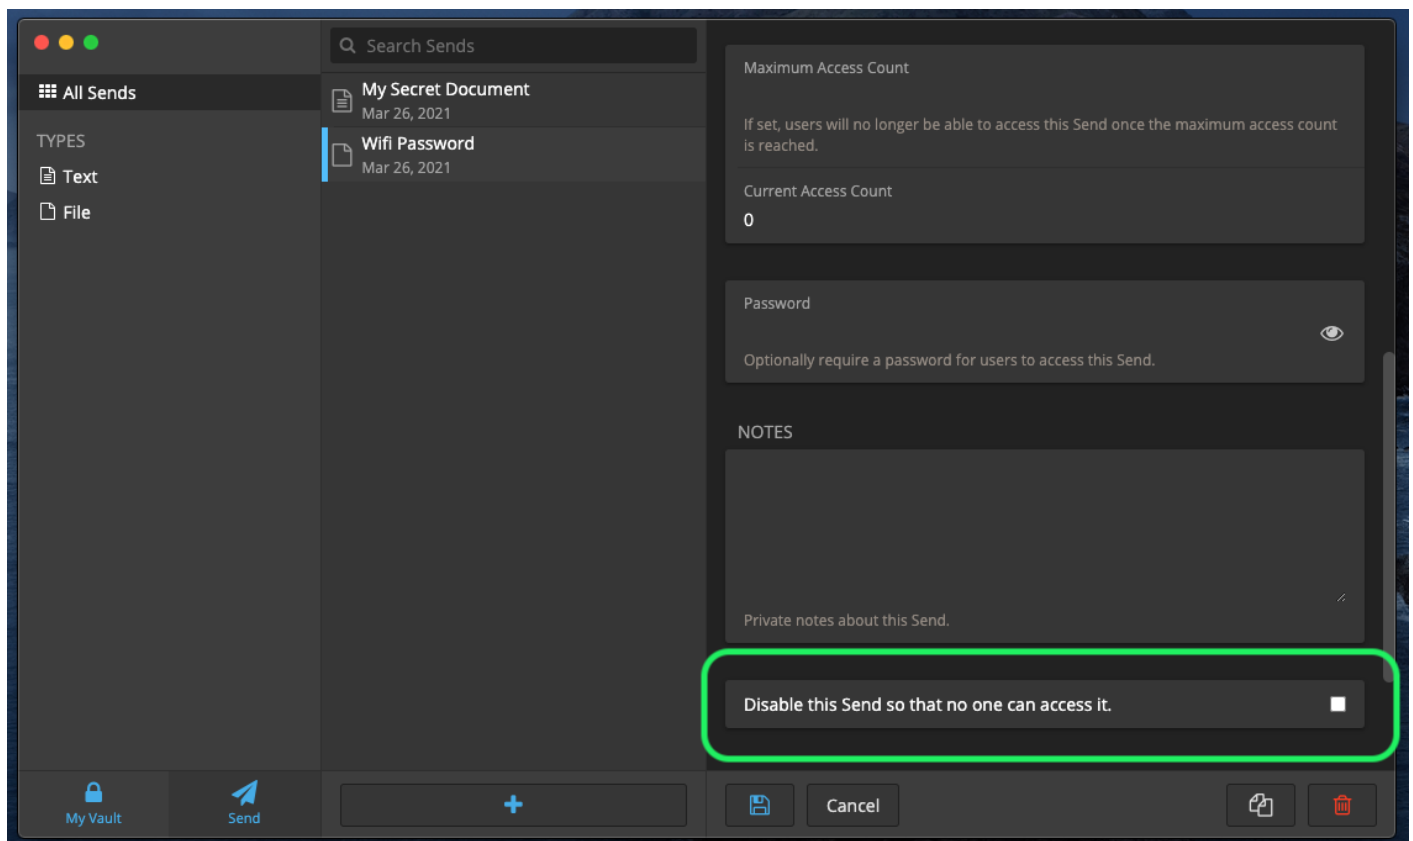 All Sends
TYPES
Text
File
My Vault
Send
Search Sends
My Secret Document
Mar 26, 2021
Wifi Password
Mar 26, 2021
Maximum Access Count
If set, users will no longer be able to access this Send once the maximum access count
is reached.
Current Access Count
0
Password
Optionally require a password for users to access this Send.
NOTES
Private notes about this Send.
Disable this Send so that no one can access it.
Cancel